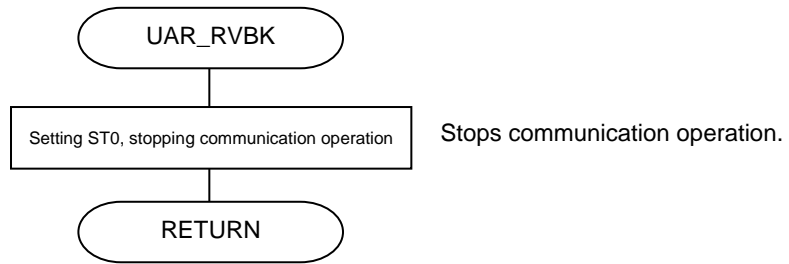 UAR_RVBK
Setting ST0, stopping communication operation
Stops communication operation.
RETURN